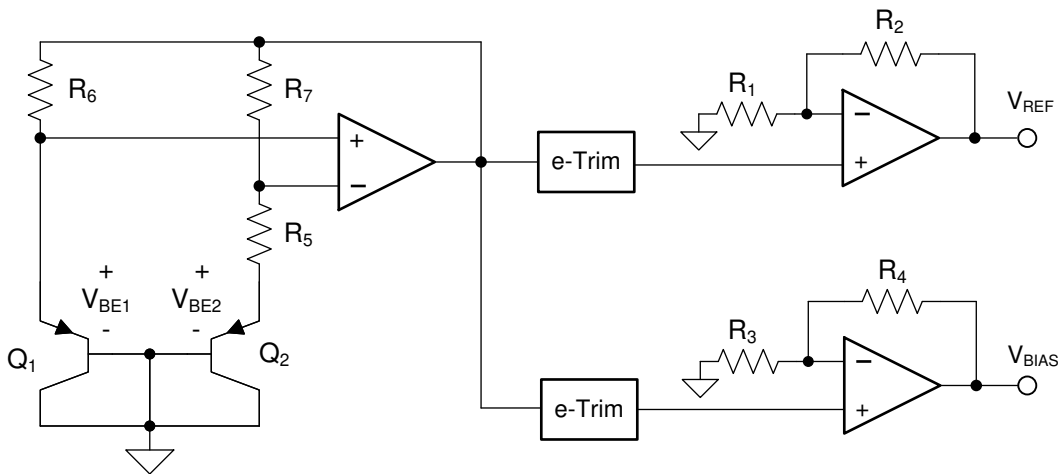 R2
R6
R7
R1
VREF
+
−
−
+
e-Trim
R5
+
VBE1
-
+
VBE2
-
R4
Q1
Q2
R3
VBIAS
−
+
e-Trim